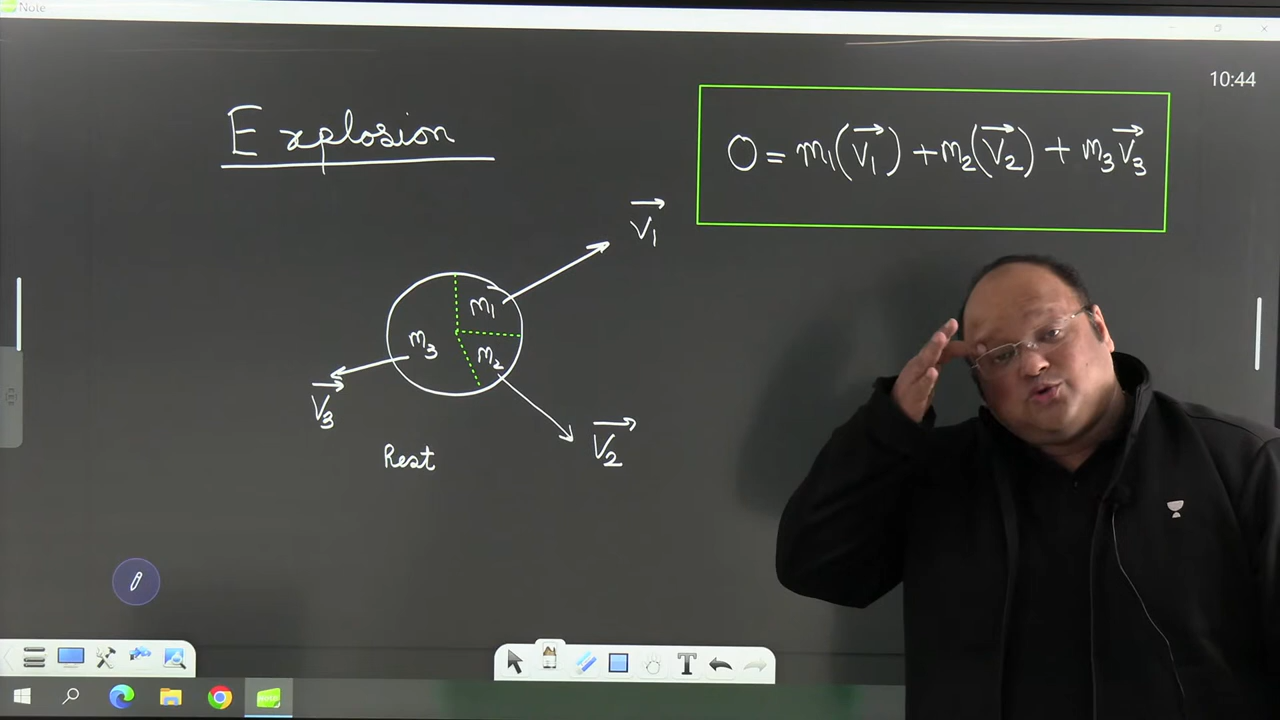 Note
10:44
Explosion
0 = m₁(v₁⃗) + m₂(v₂⃗) + m₃v₃⃗
v₁⃗
m₁
m₃
m₂
v₃⃗
v₂⃗
Rest
T